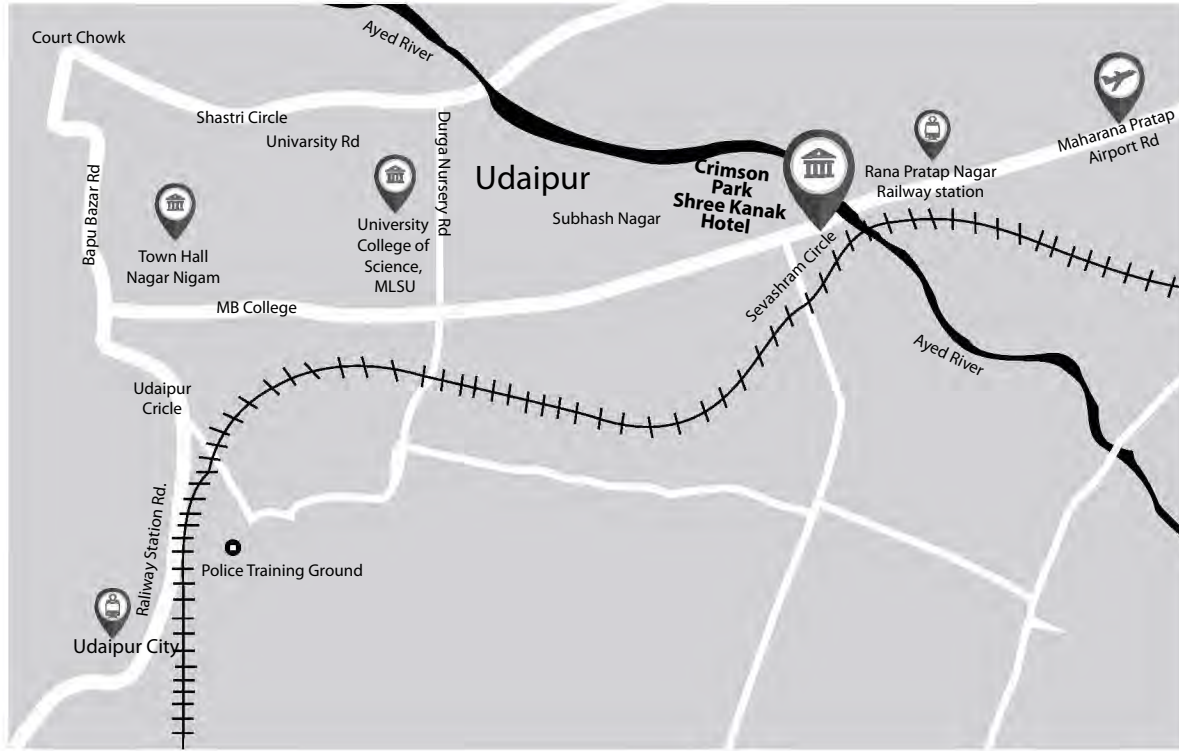 Court Chowk
Ayed River
Shastri Circle
Univarsity Rd
Durga Nursery Rd
Bapu Bazar Rd
Town Hall
Nagar Nigam
University
College of
Science,
MLSU
Udaipur
Subhash Nagar
Crimson
Park
Shree Kanak
Hotel
Rana Pratap Nagar
Railway station
Maharana Pratap
Airport Rd
MB College
Sevashram Circle
Ayed River
Udaipur
Cricle
Raliway Station Rd.
Police Training Ground
Udaipur City